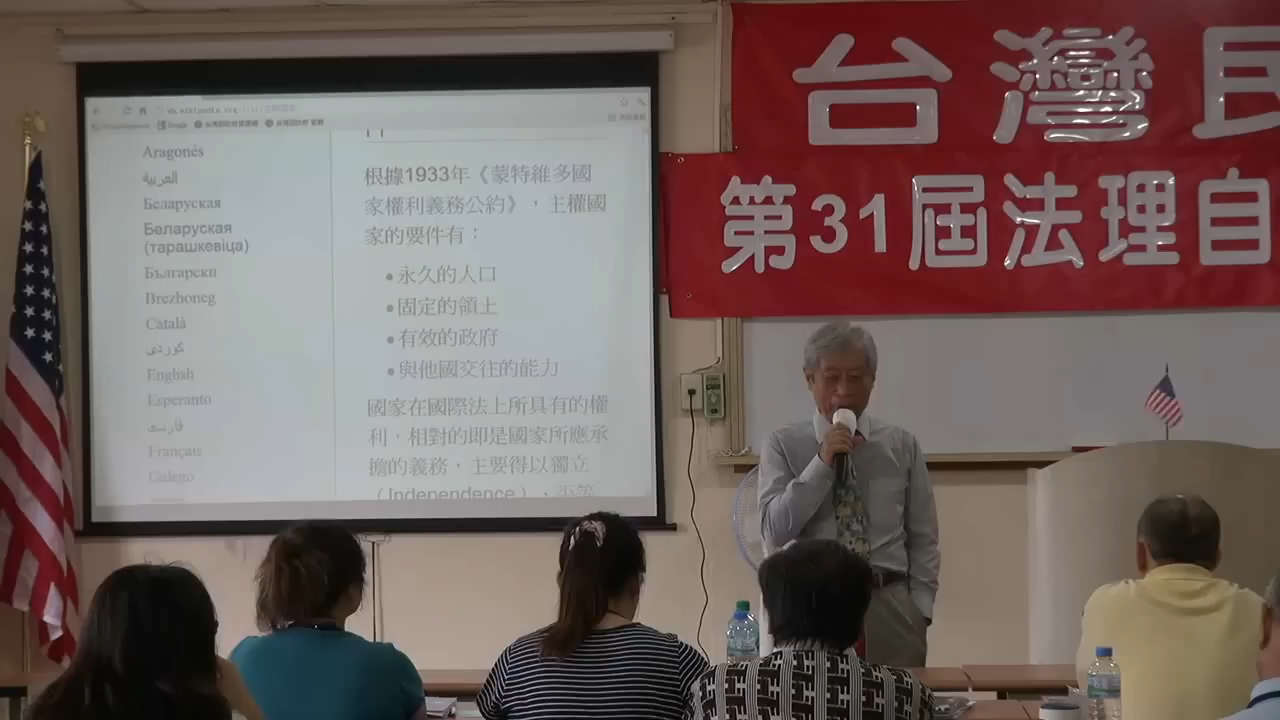 Aragonés
العربية
Беларуская
Беларуская
(тарашкевіца)
Български
Brezhoneg
Català
كوردی
English
Esperanto
فارسی
Français
Galego
根據1933年《蒙特維多國
家權利義務公約》，主權國
家的要件有：
•永久的人口
•固定的領土
•有效的政府
•與他國交往的能力
國家在國際法上所具有的權
利，相對的即是國家所應承
擔的義務，主要得以獨立
（Independence）、平等
台灣民
第31屆法理自